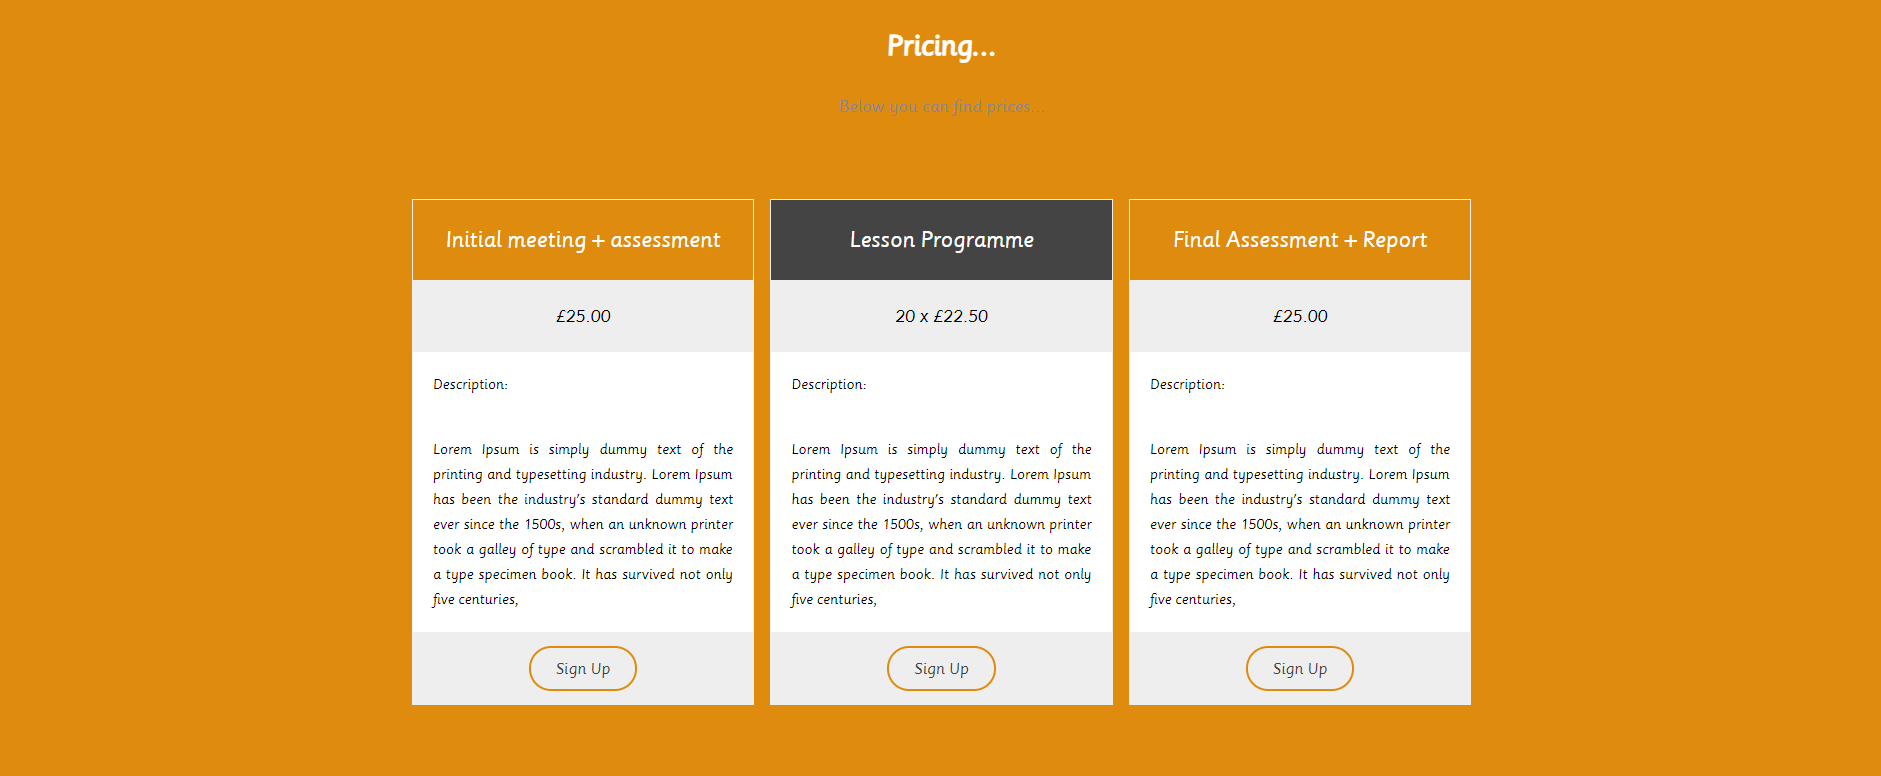 Pricing...
Below you can find prices...
Initial meeting + assessment
£25.00
Description:
Lorem Ipsum is simply dummy text of the
printing and typesetting industry. Lorem Ipsum
has been the industry's standard dummy text
ever since the 1500s, when an unknown printer
took a galley of type and scrambled it to make
a type specimen book. It has survived not only
five centuries,
Sign Up
Lesson Programme
20 x £22.50
Description:
Lorem Ipsum is simply dummy text of the
printing and typesetting industry. Lorem Ipsum
has been the industry's standard dummy text
ever since the 1500s, when an unknown printer
took a galley of type and scrambled it to make
a type specimen book. It has survived not only
five centuries,
Sign Up
Final Assessment + Report
£25.00
Description:
Lorem Ipsum is simply dummy text of the
printing and typesetting industry. Lorem Ipsum
has been the industry's standard dummy text
ever since the 1500s, when an unknown printer
took a galley of type and scrambled it to make
a type specimen book. It has survived not only
five centuries,
Sign Up